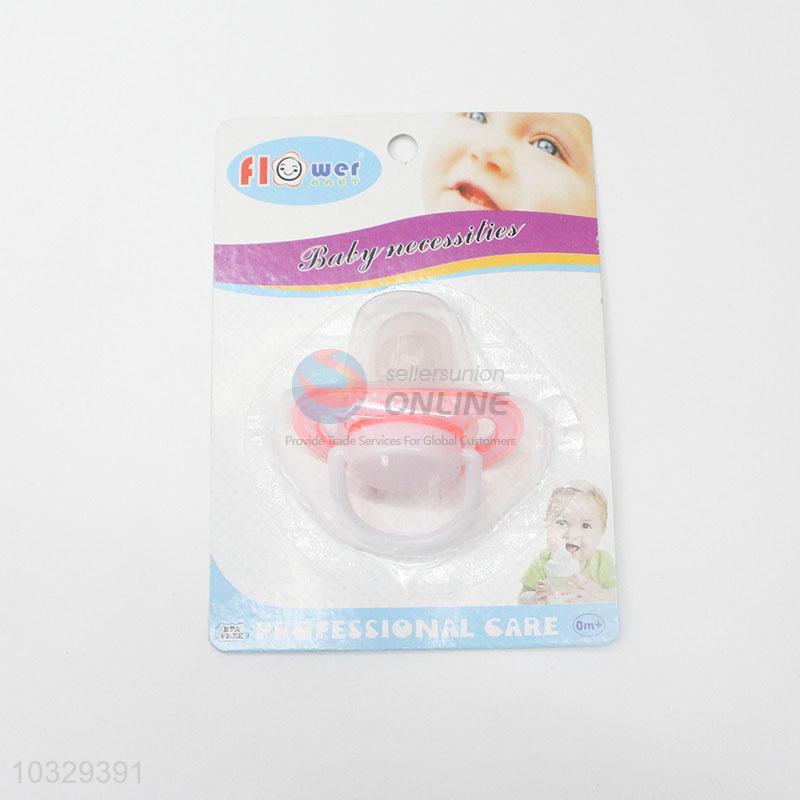 flower
BABY
Baby necessities
sellersunion
ONLINE
Provide Trade Services For Global Customers
BPA
FREE
PROFESSIONAL CARE
0m+
10329391